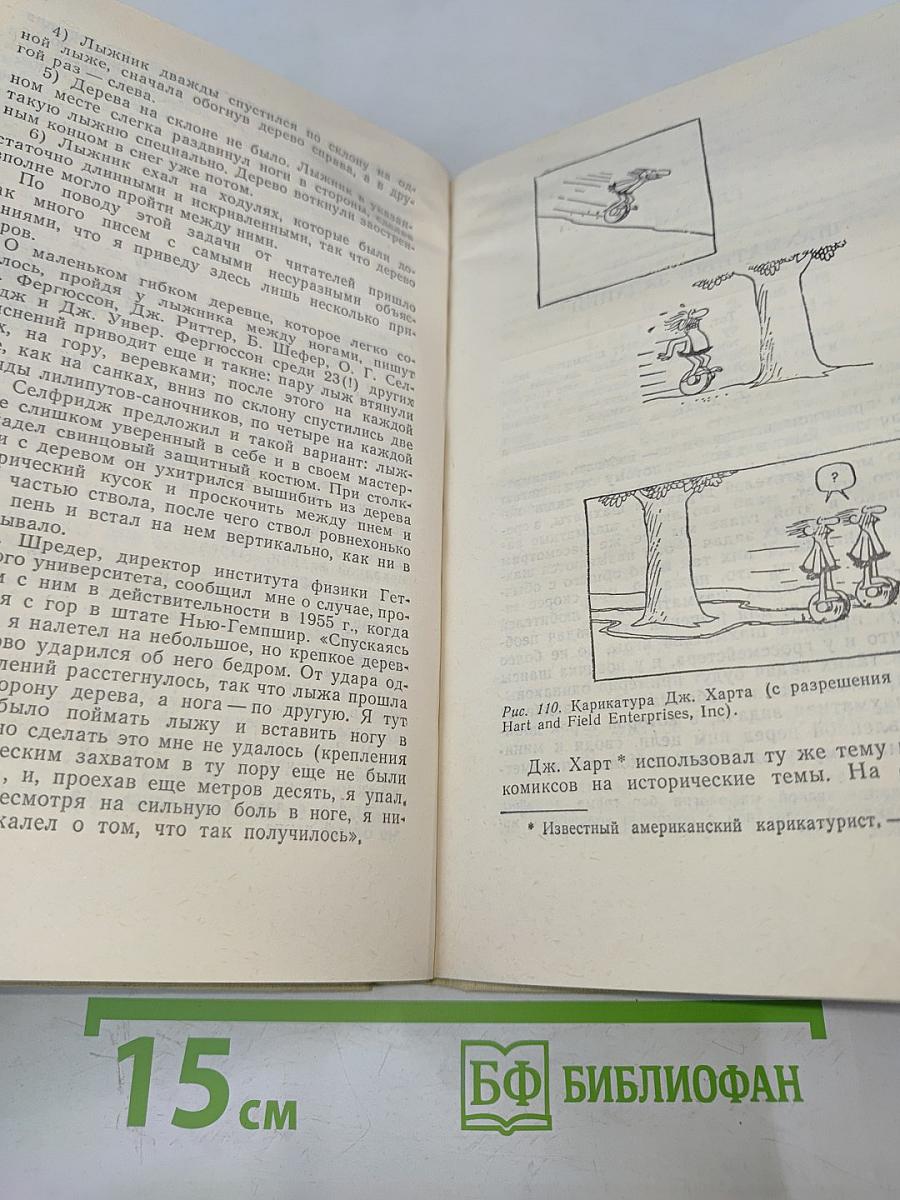 4) Лыжник дважды спустился по склону на од-
ной лыже, сначала обогнув дерево справа, а в дру-
гой раз — слева.
5) Дерева на склоне не было. Лыжник в указан-
ном месте слегка раздвинул ноги в стороны,
такую лыжню специально. Дерево воткнули заострен-
ным концом в снег уже потом.
6) Лыжник ехал на ходулях, которые были до-
статочно длинными и искривленными, так что дерево
вполне могло пройти между ними.
По поводу этой задачи от читателей пришло
ак много писем с самыми несуразными объяс-
ниями, что я приведу здесь лишь несколько при-
ров.
О маленьком гибком деревце, которое легко со-
лось, пройдя у лыжника между ногами, пишут
Фергюссон, Дж. Риттер, Б. Шефер, О. Г. Сел-
дж и Дж. Уивер. Фергюссон среди 23(!) других
яснений приводит еще и такие: пару лыж втянули
х, на гору, веревками; после этого на каждой
е, как на санках, вниз по склону спустились две
нды лилипутов-саночников, по четыре на каждой
Селфридж предложил и такой вариант: лыж-
е слишком уверенный в себе и в своем мастер-
адел свинцовый защитный костюм. При столк-
и с деревом он ухитрился вышибить из дерева
рический кусок и проскочить между пнем и
частью ствола, после чего ствол ровнехонько
пень и встал на нем вертикально, как ни в
ывало.
Шредер, директор института физики Гет-
ого университета, сообщил мне о случае, про-
м с ним в действительности в 1955 г., когда
я с гор в штате Нью-Гемпшир. «Спускаясь
я налетел на небольшое, но крепкое дерев-
ово ударился об него бедром. От удара од-
лений расстегнулось, так что лыжа прошла
орону дерева, а нога — по другую. Я тут
было поймать лыжу и вставить ногу в
но сделать это мне не удалось (крепления
ческим захватом в ту пору еще не были
, и, проехав еще метров десять, я упал.
есмотря на сильную боль в ноге, я ни-
жалел о том, что так получилось»,
?
Рис. 110. Карикатура Дж. Харта (с разрешения
Hart and Field Enterprises, Inc).
Дж. Харт * использовал ту же тему
комиксов на исторические темы. На
* Известный американский карикатурист, —
15 см
БФ БИБЛИОФАН